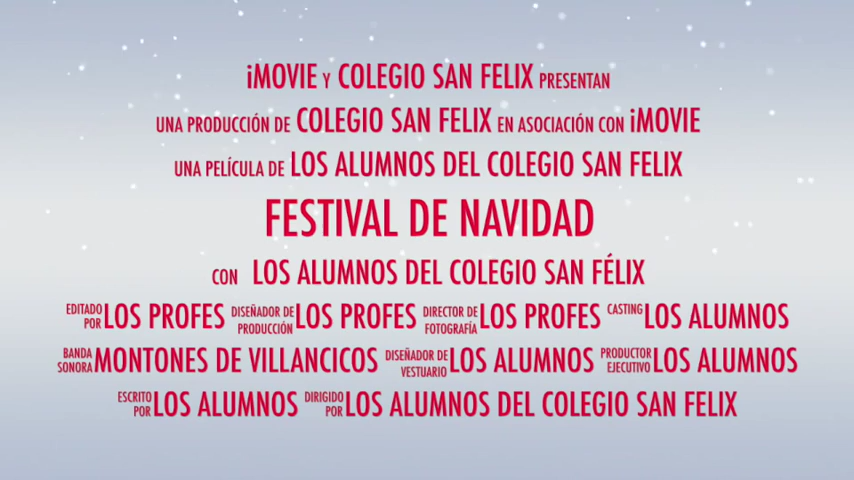 iMOVIE Y COLEGIO SAN FELIX PRESENTAN
UNA PRODUCCIÓN DE COLEGIO SAN FELIX EN ASOCIACIÓN CON iMOVIE
UNA PELÍCULA DE LOS ALUMNOS DEL COLEGIO SAN FELIX
FESTIVAL DE NAVIDAD
CON LOS ALUMNOS DEL COLEGIO SAN FÉLIX
EDITADO POR LOS PROFES DISEÑADOR DE PRODUCCIÓN LOS PROFES DIRECTOR DE FOTOGRAFÍA LOS PROFES CASTING LOS ALUMNOS
BANDA SONORA MONTONES DE VILLANCICOS DISEÑADOR DE VESTUARIO LOS ALUMNOS PRODUCTOR EJECUTIVO LOS ALUMNOS
ESCRITO POR LOS ALUMNOS DIRIGIDO POR LOS ALUMNOS DEL COLEGIO SAN FELIX